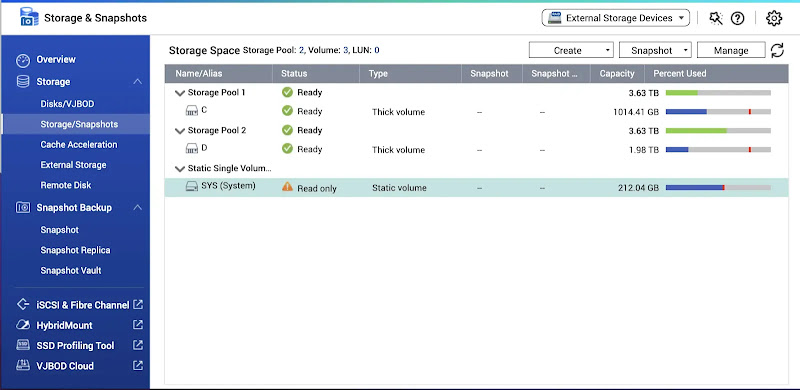 Storage & Snapshots
External Storage Devices
Overview
Storage
Disks/VJBOD
Storage/Snapshots
Cache Acceleration
External Storage
Remote Disk
Snapshot Backup
Snapshot
Snapshot Replica
Snapshot Vault
iSCSI & Fibre Channel
HybridMount
SSD Profiling Tool
VJBOD Cloud
Storage Space Storage Pool: 2, Volume: 3, LUN: 0
Create Snapshot Manage
Name/Alias Status Type Snapshot Snapshot ... Capacity Percent Used
Storage Pool 1 Ready 3.63 TB
C Ready Thick volume -- -- 1014.41 GB
Storage Pool 2 Ready 3.63 TB
D Ready Thick volume -- -- 1.98 TB
Static Single Volum...
SYS (System) Read only Static volume -- -- 212.04 GB